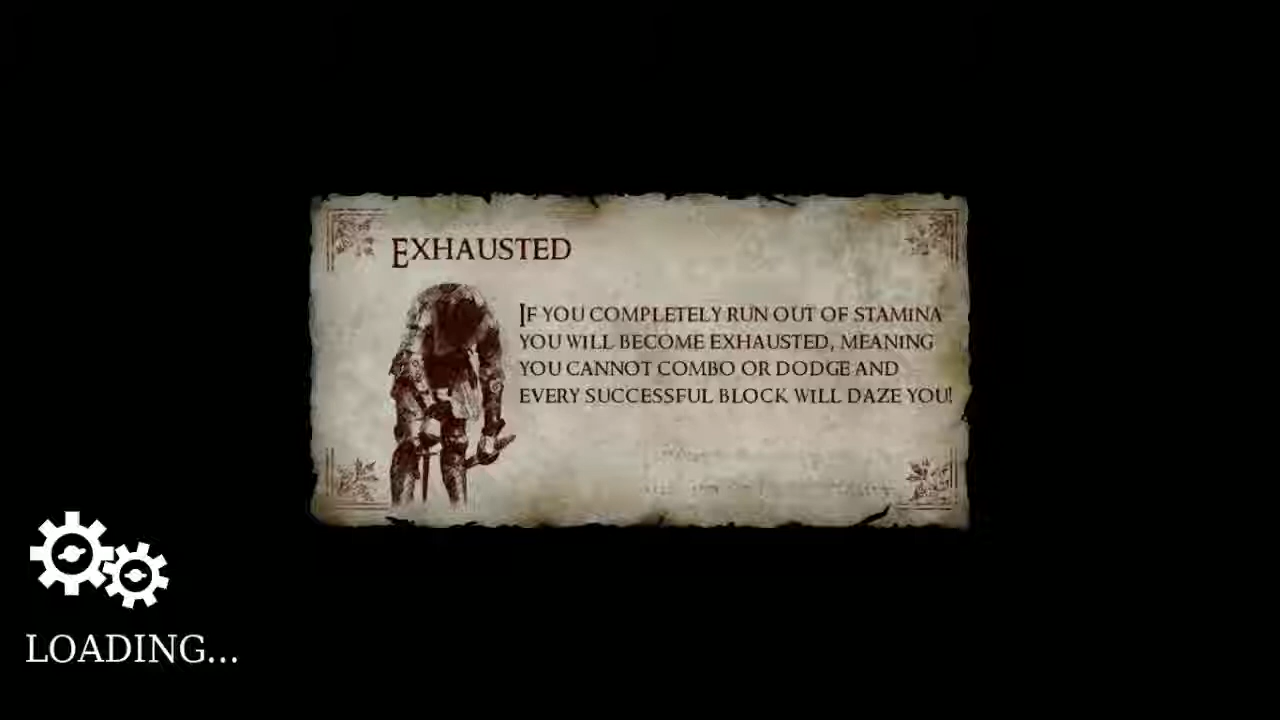 EXHAUSTED
IF YOU COMPLETELY RUN OUT OF STAMINA
YOU WILL BECOME EXHAUSTED, MEANING
YOU CANNOT COMBO OR DODGE AND
EVERY SUCCESSFUL BLOCK WILL DAZE YOU!
LOADING...